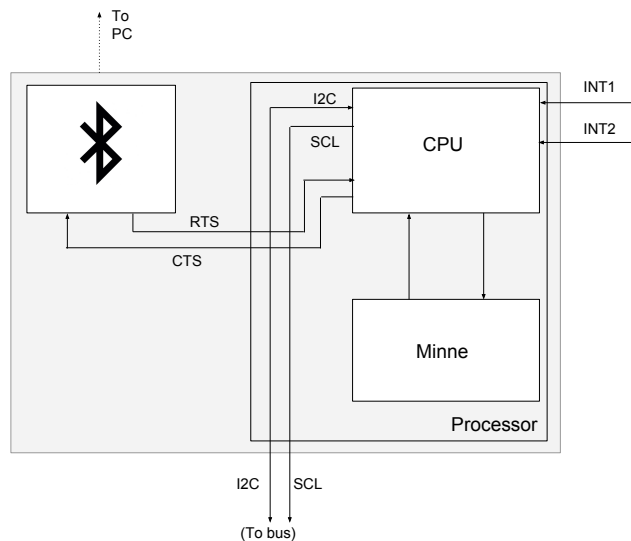 To
PC
I2C
SCL
CPU
INT1
INT2
RTS
CTS
Minne
Processor
I2C
SCL
(To bus)